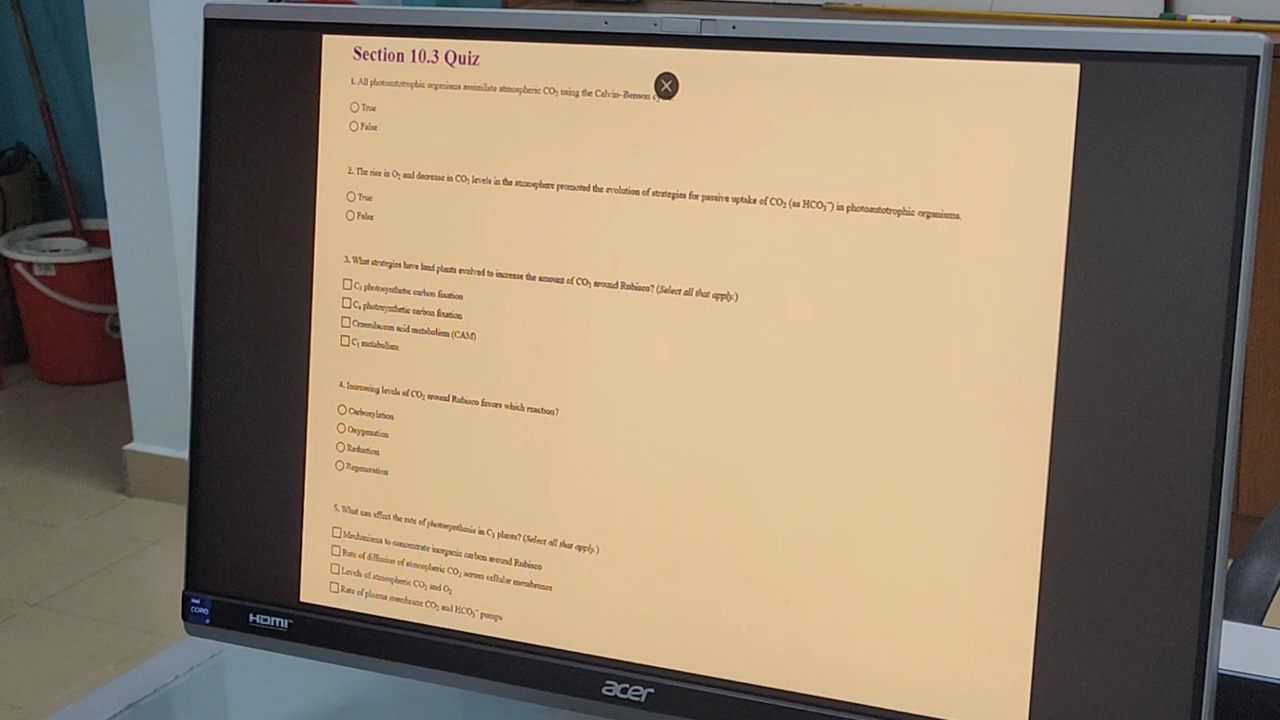 Section 10.3 Quiz
1. All photoautotrophic organisms assimilate atmospheric CO₂ using the Calvin–Benson
True
False
2. The rise in O₂ and decrease in CO₂ levels in the atmosphere promoted the evolution of strategies for passive uptake of CO₂ (as HCO₃⁻) in photoautotrophic organisms.
True
False
3. What strategies have land plants evolved to increase the amount of CO₂ around Rubisco? (Select all that apply.)
C₃ photosynthetic carbon fixation
C₄ photosynthetic carbon fixation
Crassulacean acid metabolism (CAM)
C₁ metabolism
4. Increasing levels of CO₂ around Rubisco favors which reaction?
Carboxylation
Oxygenation
Reduction
Regeneration
5. What can affect the rate of photosynthesis in C₃ plants? (Select all that apply.)
Mechanisms to concentrate inorganic carbon around Rubisco
Rate of diffusion of atmospheric CO₂ across cellular membranes
Levels of atmospheric CO₂ and O₂
Rate of plasma membrane CO₂ and HCO₃⁻ pumps
CORE
HDMI
acer